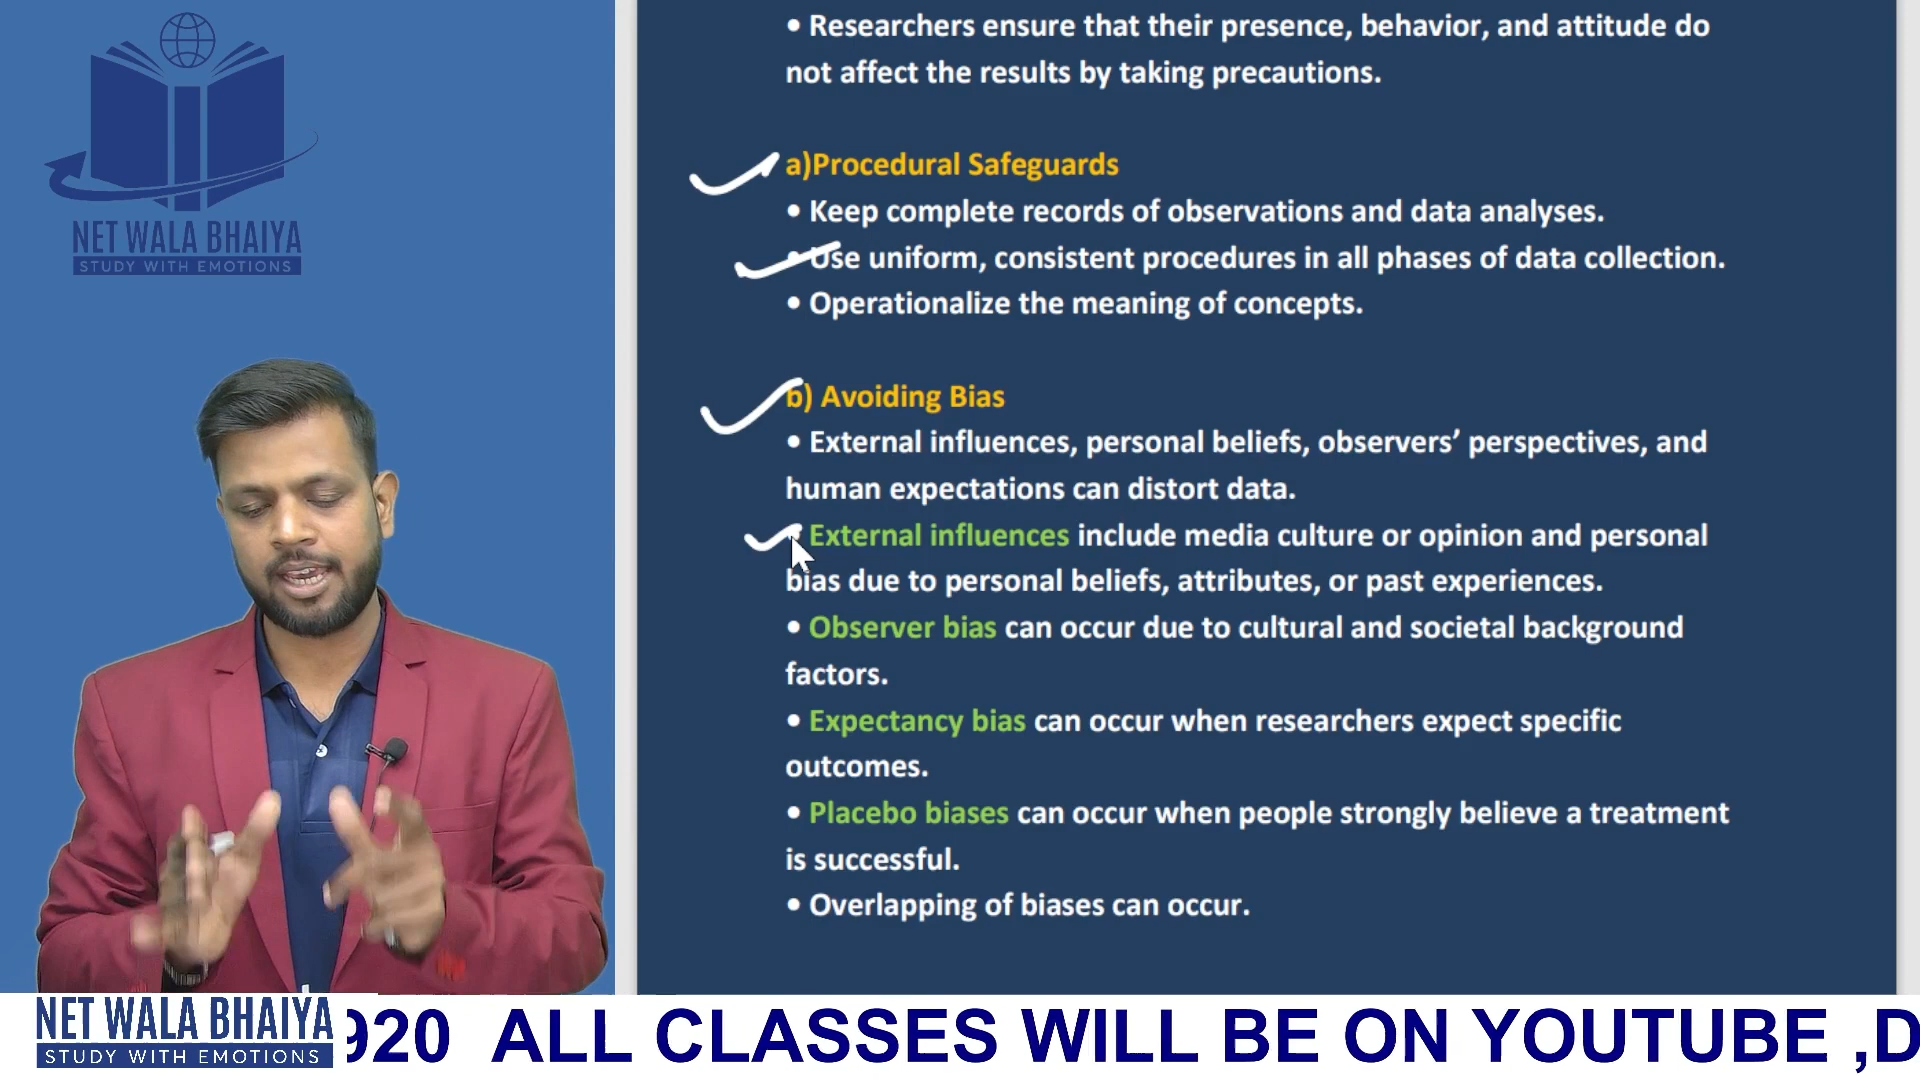 NET WALA BHAIYA
STUDY WITH EMOTIONS
• Researchers ensure that their presence, behavior, and attitude do
not affect the results by taking precautions.
a)Procedural Safeguards
• Keep complete records of observations and data analyses.
• Use uniform, consistent procedures in all phases of data collection.
• Operationalize the meaning of concepts.
b) Avoiding Bias
• External influences, personal beliefs, observers’ perspectives, and
human expectations can distort data.
• External influences include media culture or opinion and personal
bias due to personal beliefs, attributes, or past experiences.
• Observer bias can occur due to cultural and societal background
factors.
• Expectancy bias can occur when researchers expect specific
outcomes.
• Placebo biases can occur when people strongly believe a treatment
is successful.
• Overlapping of biases can occur.
NET WALA BHAIYA
STUDY WITH EMOTIONS
920 ALL CLASSES WILL BE ON YOUTUBE ,D